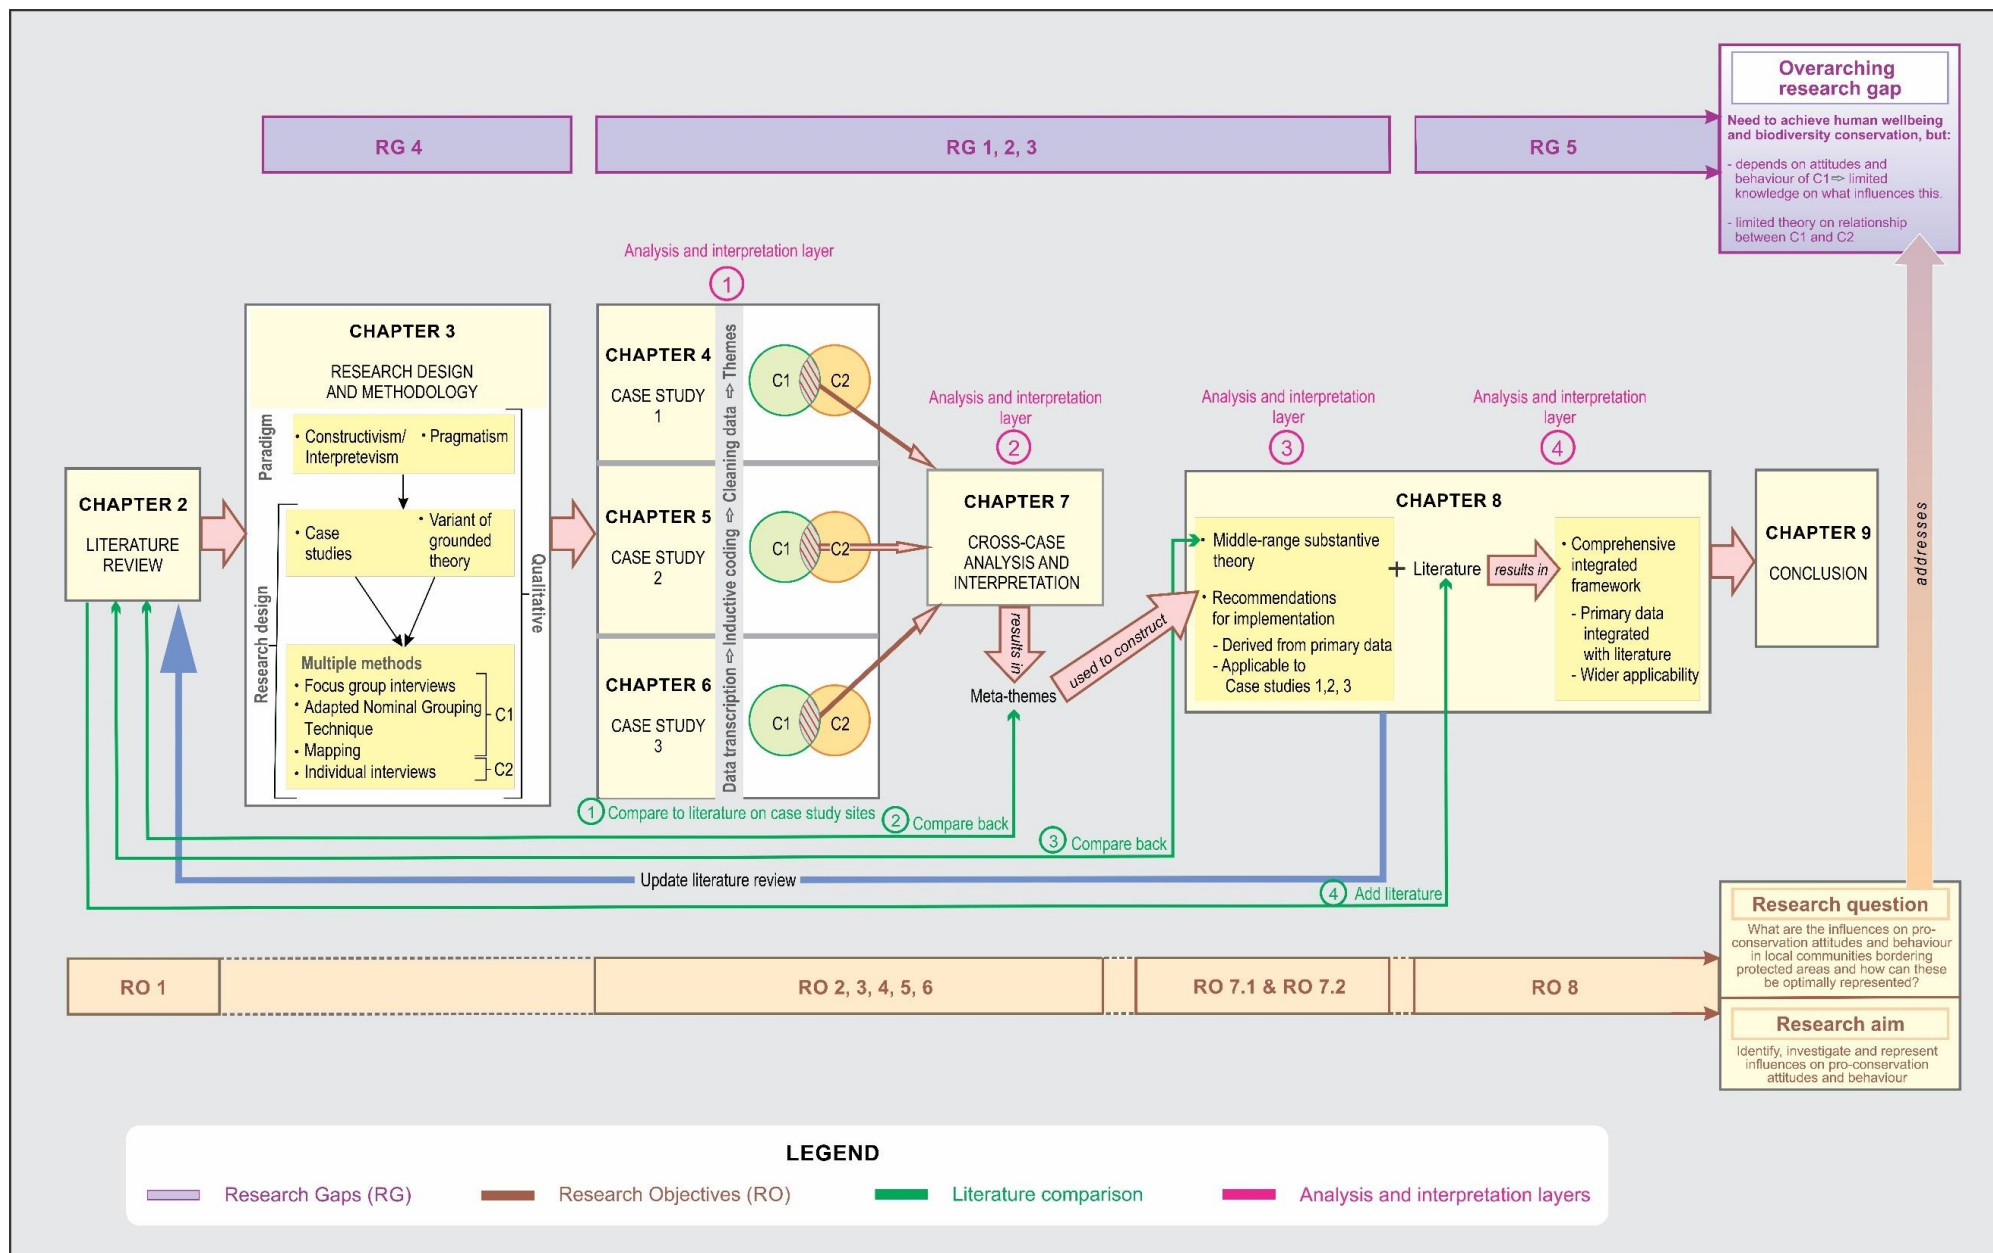 Overarching
research gap
Need to achieve human wellbeing
and biodiversity conservation, but:
- depends on attitudes and
behaviour of C1⇨ limited
knowledge on what influences this.
- limited theory on relationship
between C1 and C2
RG 4
RG 1, 2, 3
RG 5
Analysis and interpretation layer
1
CHAPTER 2
LITERATURE
REVIEW
CHAPTER 3
RESEARCH DESIGN
AND METHODOLOGY
Paradigm
• Constructivism/
Interpretevism
• Pragmatism
Research design
• Case
studies
• Variant of
grounded
theory
Qualitative
Multiple methods
• Focus group interviews
• Adapted Nominal Grouping
Technique
• Mapping
C1
• Individual interviews
C2
CHAPTER 4
CASE STUDY
1
CHAPTER 5
CASE STUDY
2
CHAPTER 6
CASE STUDY
3
Data transcription ⇨ Inductive coding ⇨ Cleaning data ⇨ Themes
C1 C2
C1 C2
C1 C2
Analysis and interpretation
layer
2
CHAPTER 7
CROSS-CASE
ANALYSIS AND
INTERPRETATION
results in
Meta-themes
used to construct
Analysis and interpretation
layer
3
Analysis and interpretation
layer
4
CHAPTER 8
• Middle-range substantive
theory
• Recommendations
for implementation
- Derived from primary data
- Applicable to
Case studies 1,2, 3
+ Literature
results in
• Comprehensive
integrated
framework
- Primary data
integrated
with literature
- Wider applicability
CHAPTER 9
CONCLUSION
addresses
1 Compare to literature on case study sites
2 Compare back
3 Compare back
Update literature review
4 Add literature
RO 1
RO 2, 3, 4, 5, 6
RO 7.1 & RO 7.2
RO 8
Research question
What are the influences on pro-
conservation attitudes and behaviour
in local communities bordering
protected areas and how can these
be optimally represented?
Research aim
Identify, investigate and represent
influences on pro-conservation
attitudes and behaviour
LEGEND
Research Gaps (RG)
Research Objectives (RO)
Literature comparison
Analysis and interpretation layers